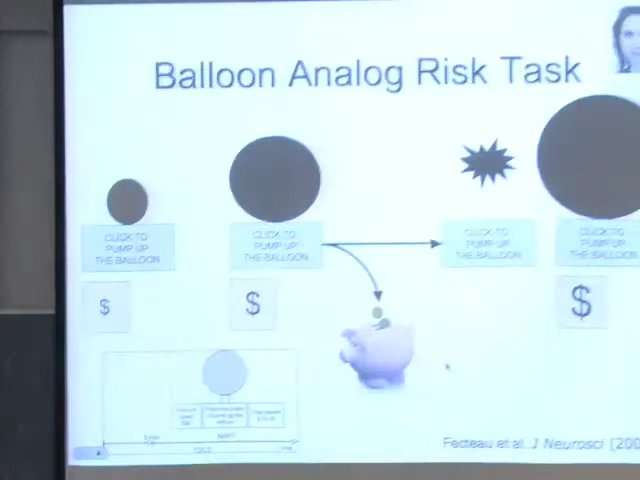 Balloon Analog Risk Task
CLICK TO
PUMP UP
THE BALLOON
CLICK TO
PUMP UP
THE BALLOON
CLICK TO
PUMP UP
THE BALLOON
CLICK TO
PUMP UP
THE BALLOON
$
$
$
Fecteau et al. J Neurosci (200